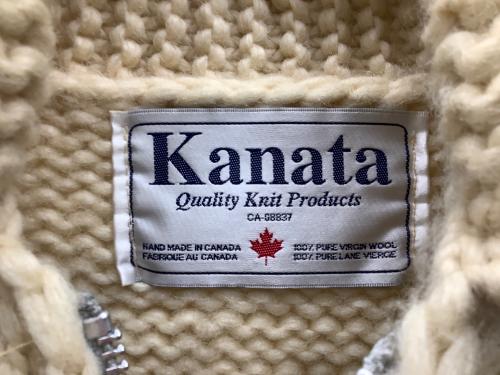 Kanata
Quality Knit Products
CA-08837
HAND MADE IN CANADA
FABRIQUE AU CANADA
100% PURE VIRGIN WOOL
100% PURE LANE VIERGE